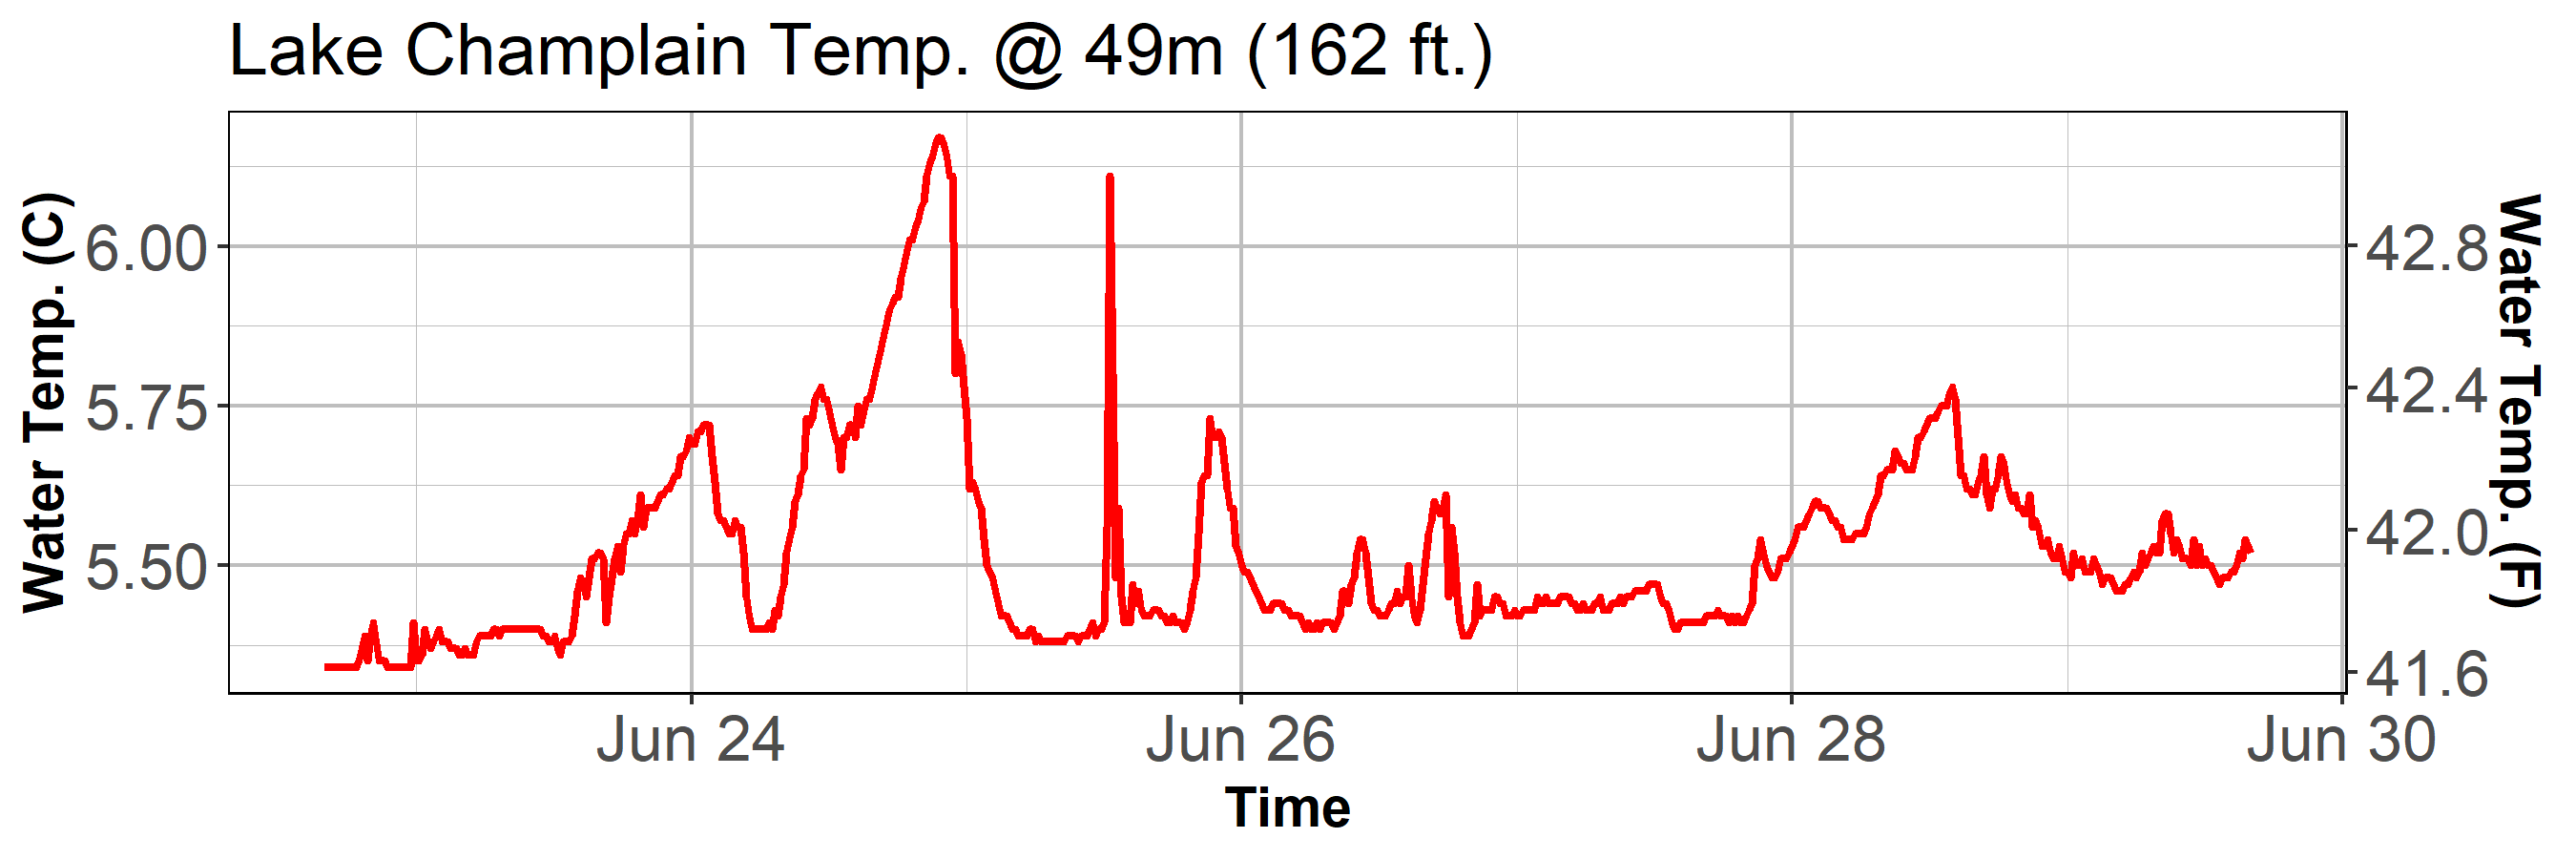 Lake Champlain Temp. @ 49m (162 ft.)
Water Temp. (C)
6.00
5.75
5.50
42.8
42.4
42.0
41.6
Water Temp. (F)
Jun 24 Jun 26 Jun 28 Jun 30
Time